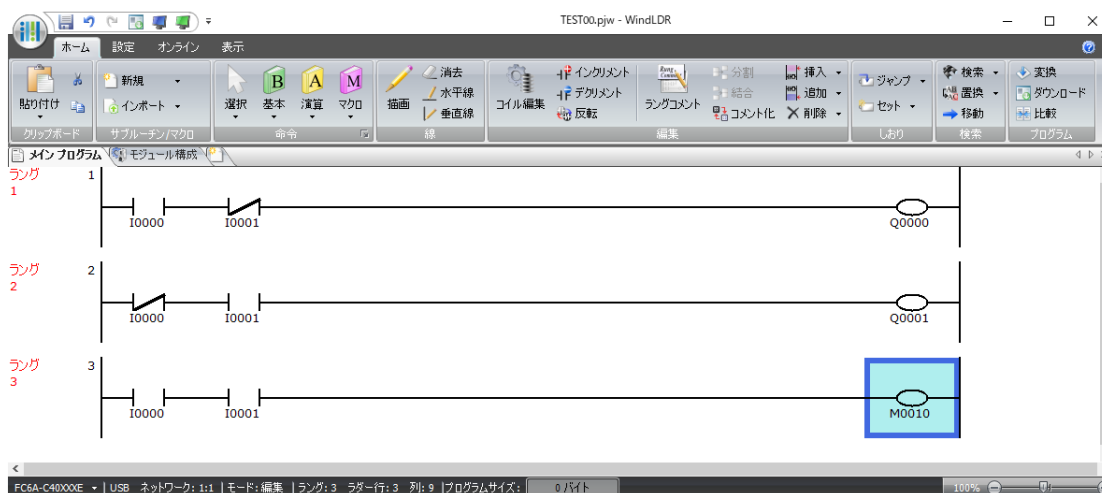 TEST00.pjw - WindLDR
ホーム 設定 オンライン 表示
貼り付け
クリップボード
新規
インポート
サブルーチン/マクロ
選択 基本 演算 マクロ
B A M
命令
描画
消去
水平線
垂直線
線
コイル編集
インクリメント
デクリメント
反転
ラングコメント
分割
結合
コメント化
挿入
追加
削除
編集
ジャンプ
セット
しおり
検索
置換
移動
検索
変換
ダウンロード
比較
プログラム
メイン プログラム モジュール構成
ラング 1
1
I0000 I0001 Q0000
ラング 2
2
I0000 I0001 Q0001
ラング 3
3
I0000 I0001 M0010
FC6A-C40XXXE | USB ネットワーク: 1:1 | モード: 編集 | ラング: 3 ラダー行: 3 列: 9 | プログラムサイズ: 0 バイト 100%